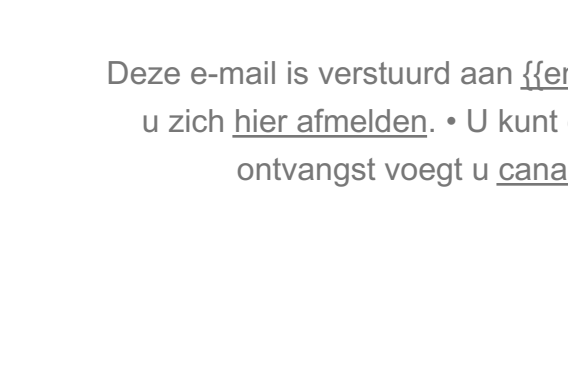 Deze e-mail is verstuurd aan {{e
u zich hier afmelden. • U kunt
ontvangst voegt u cana